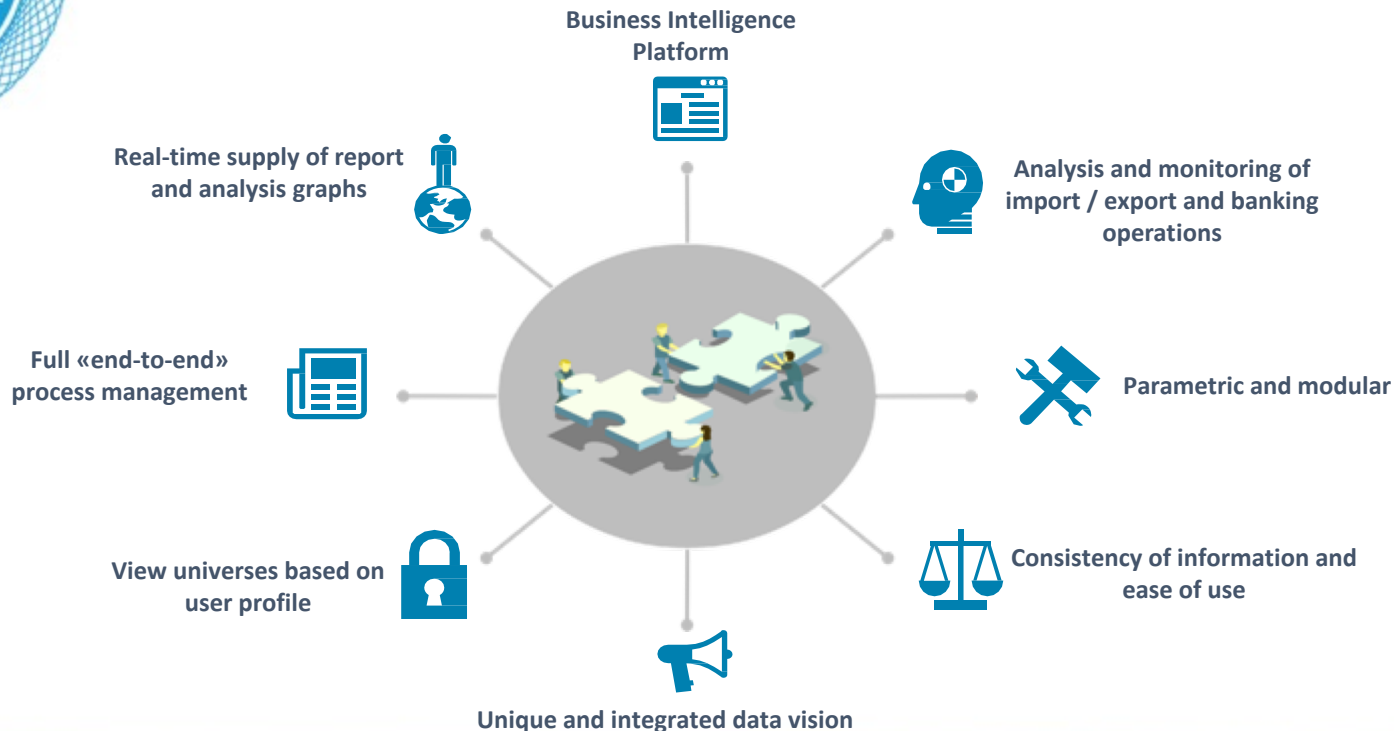 Business Intelligence
Platform
Real-time supply of report
and analysis graphs
Analysis and monitoring of
import / export and banking
operations
Full «end-to-end»
process management
Parametric and modular
View universes based on
user profile
Consistency of information and
ease of use
Unique and integrated data vision